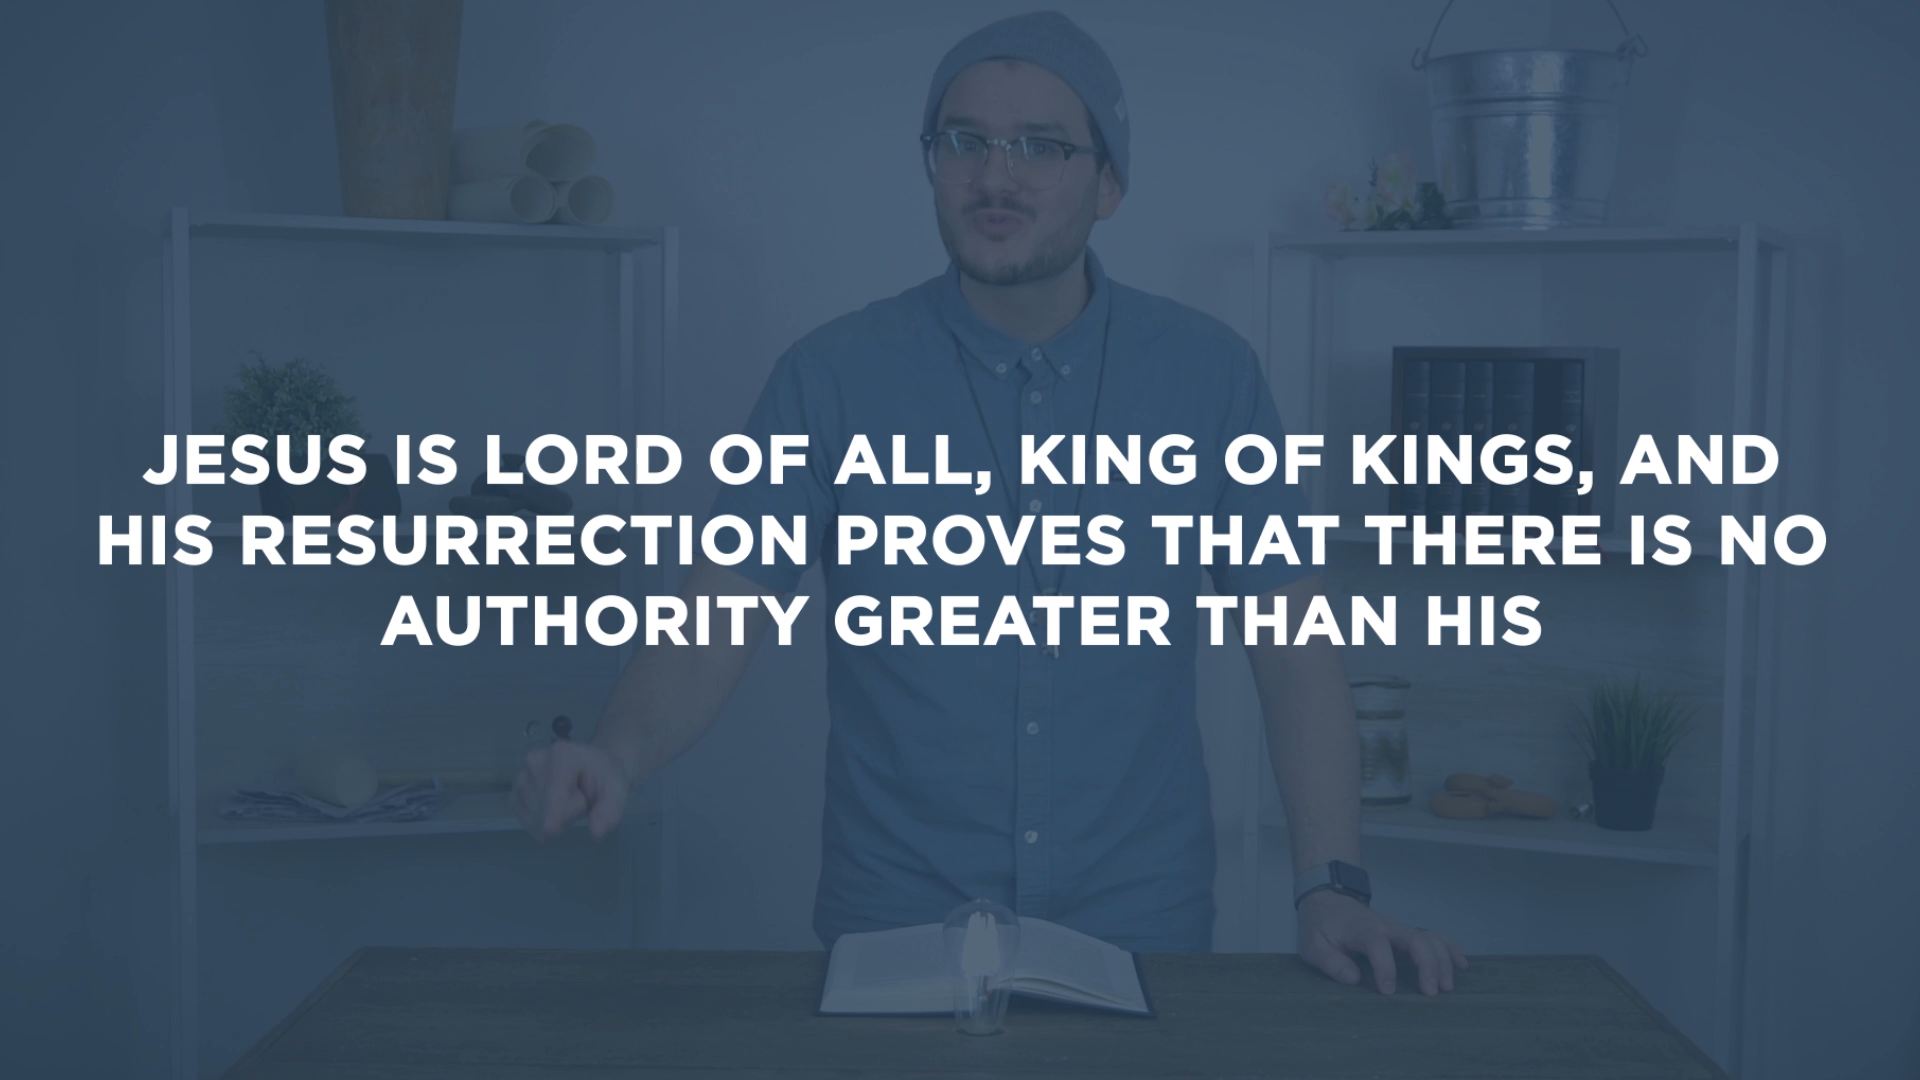 JESUS IS LORD OF ALL, KING OF KINGS, AND
HIS RESURRECTION PROVES THAT THERE IS NO
AUTHORITY GREATER THAN HIS